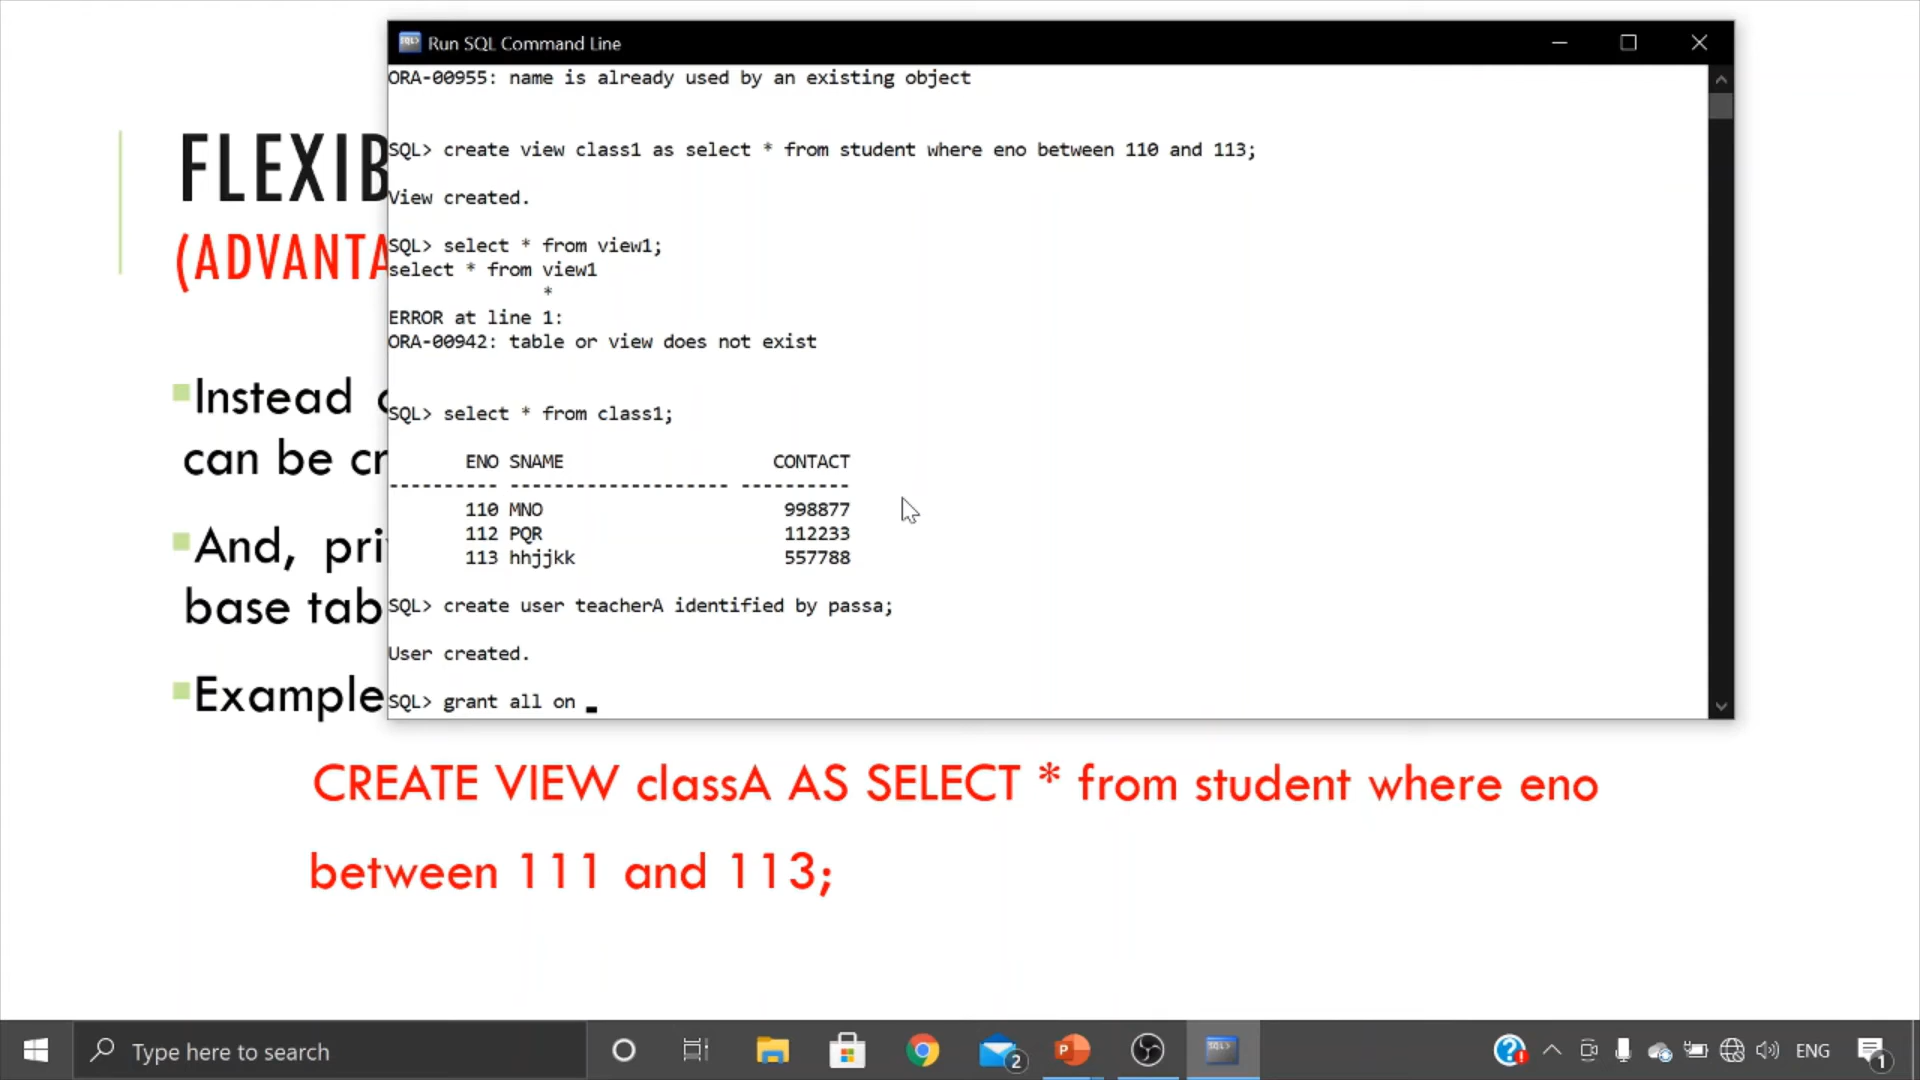 Run SQL Command Line
ORA-00955: name is already used by an existing object
SQL> create view class1 as select * from student where eno between 110 and 113;
View created.
SQL> select * from view1;
select * from view1
*
ERROR at line 1:
ORA-00942: table or view does not exist
SQL> select * from class1;
ENO SNAME CONTACT
---------- -------------------- ----------
110 MNO 998877
112 PQR 112233
113 hhjjkk 557788
SQL> create user teacherA identified by passa;
User created.
SQL> grant all on _
FLEXIB
(ADVANTA
Instead
can be cr
And, pri
base tab
Example
CREATE VIEW classA AS SELECT * from student where eno
between 111 and 113;
Type here to search
2
ENG
1